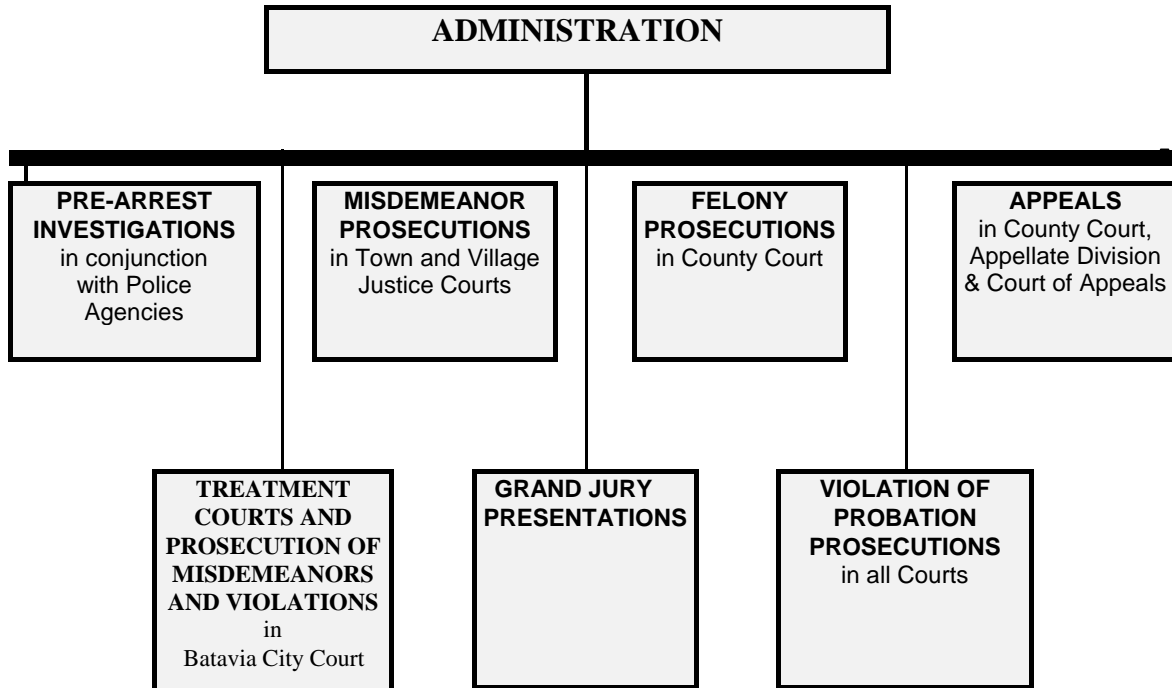 ADMINISTRATION
PRE-ARREST
INVESTIGATIONS
in conjunction
with Police
Agencies
MISDEMEANOR
PROSECUTIONS
in Town and Village
Justice Courts
FELONY
PROSECUTIONS
in County Court
APPEALS
in County Court,
Appellate Division
& Court of Appeals
TREATMENT
COURTS AND
PROSECUTION OF
MISDEMEANORS
AND VIOLATIONS
in
Batavia City Court
GRAND JURY
PRESENTATIONS
VIOLATION OF
PROBATION
PROSECUTIONS
in all Courts